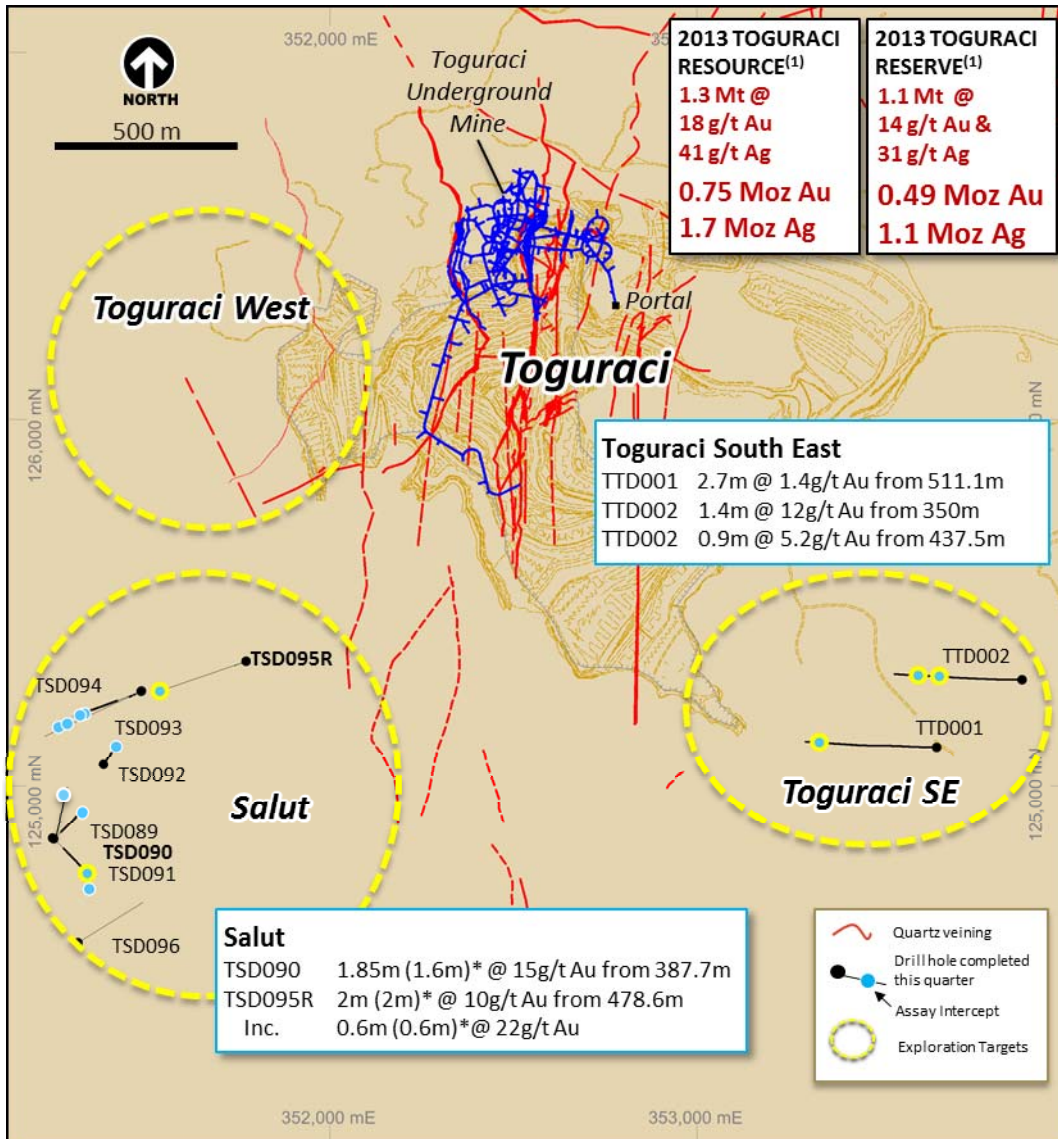 352,000 mE
NORTH
500 m
Toguraci
Underground
Mine
2013 TOGURACI
RESOURCE(1)
1.3 Mt @
18 g/t Au
41 g/t Ag
0.75 Moz Au
1.7 Moz Ag
2013 TOGURACI
RESERVE(1)
1.1 Mt @
14 g/t Au &
31 g/t Ag
0.49 Moz Au
1.1 Moz Ag
Toguraci West
Portal
Toguraci
126,000 mN
Toguraci South East
TTD001 2.7m @ 1.4g/t Au from 511.1m
TTD002 1.4m @ 12g/t Au from 350m
TTD002 0.9m @ 5.2g/t Au from 437.5m
TSD095R
TSD094
TSD093
TSD092
TSD089
TSD090
TSD091
TSD096
125,000 mN
Salut
TTD002
TTD001
Toguraci SE
125,000 mN
Salut
TSD090 1.85m (1.6m)* @ 15g/t Au from 387.7m
TSD095R 2m (2m)* @ 10g/t Au from 478.6m
Inc. 0.6m (0.6m)*@ 22g/t Au
Quartz veining
Drill hole completed
this quarter
Assay Intercept
Exploration Targets
352,000 mE
353,000 mE